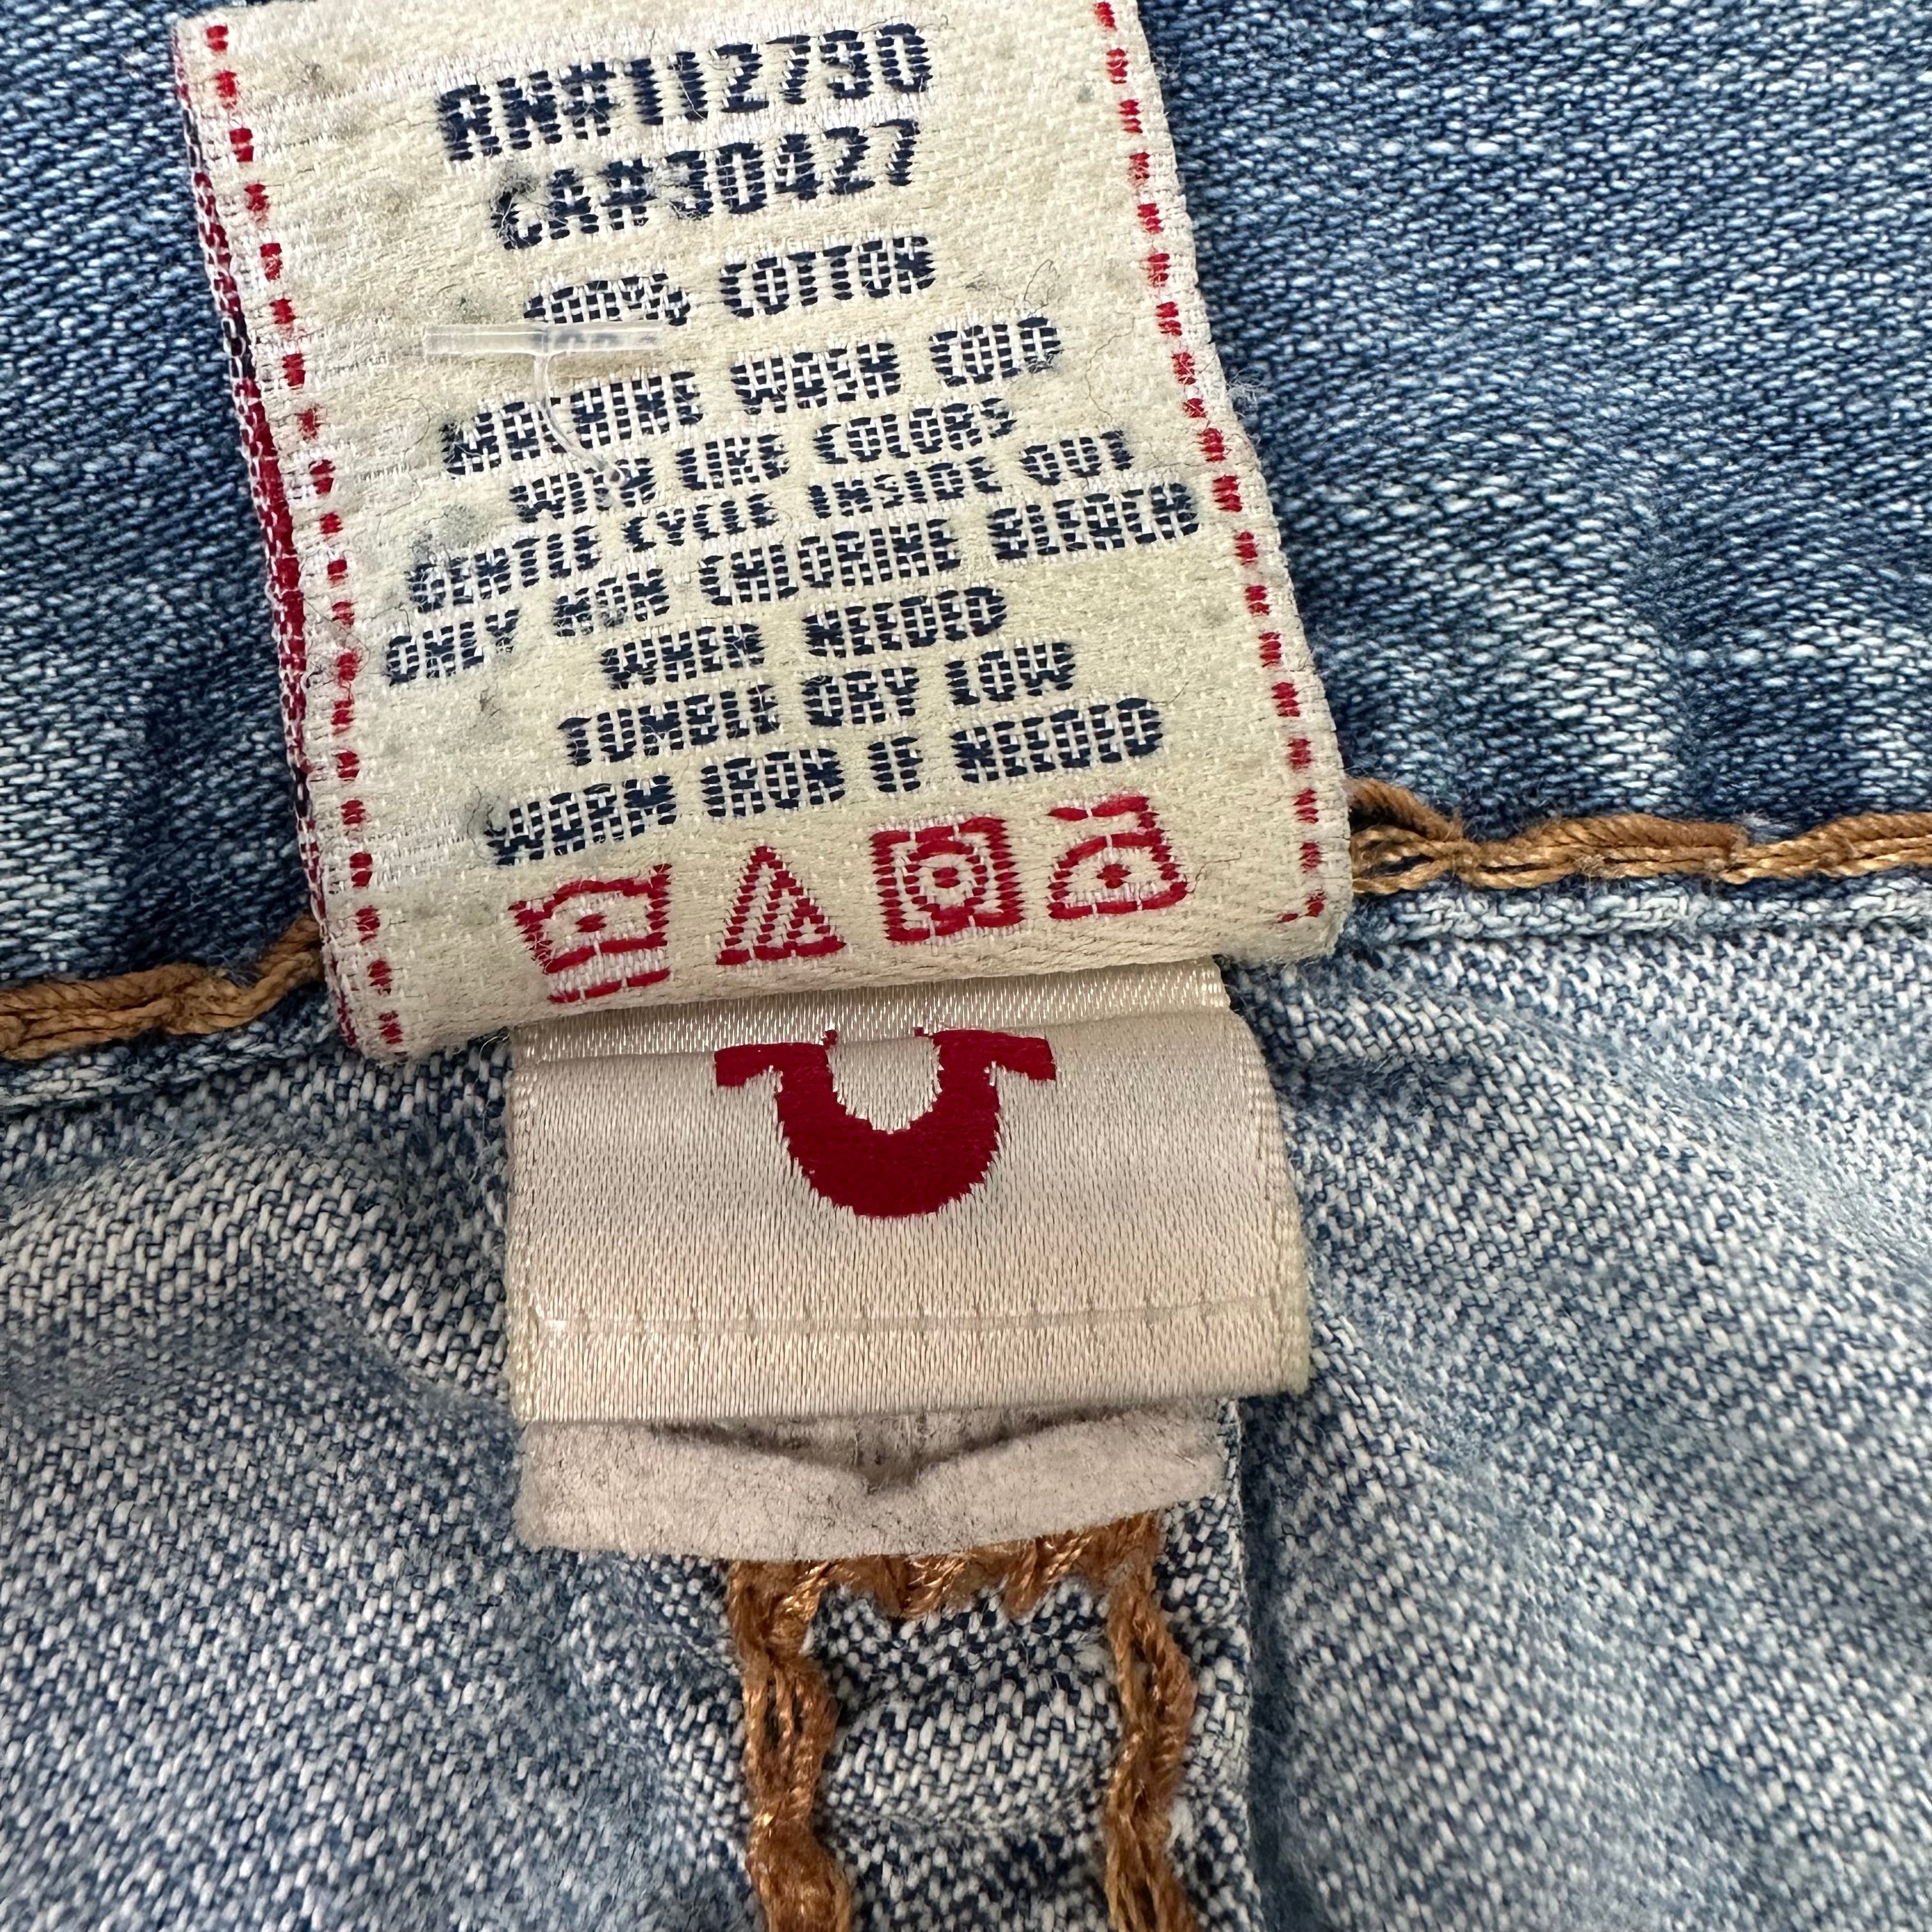 RN#112790
CA#30427
100% COTTON
MACHINE WASH COLD
WITH LIKE COLORS
GENTLE CYCLE INSIDE OUT
ONLY NON CHLORINE BLEACH
WHEN NEEDED
TUMBLE DRY LOW
WARM IRON IF NEEDED